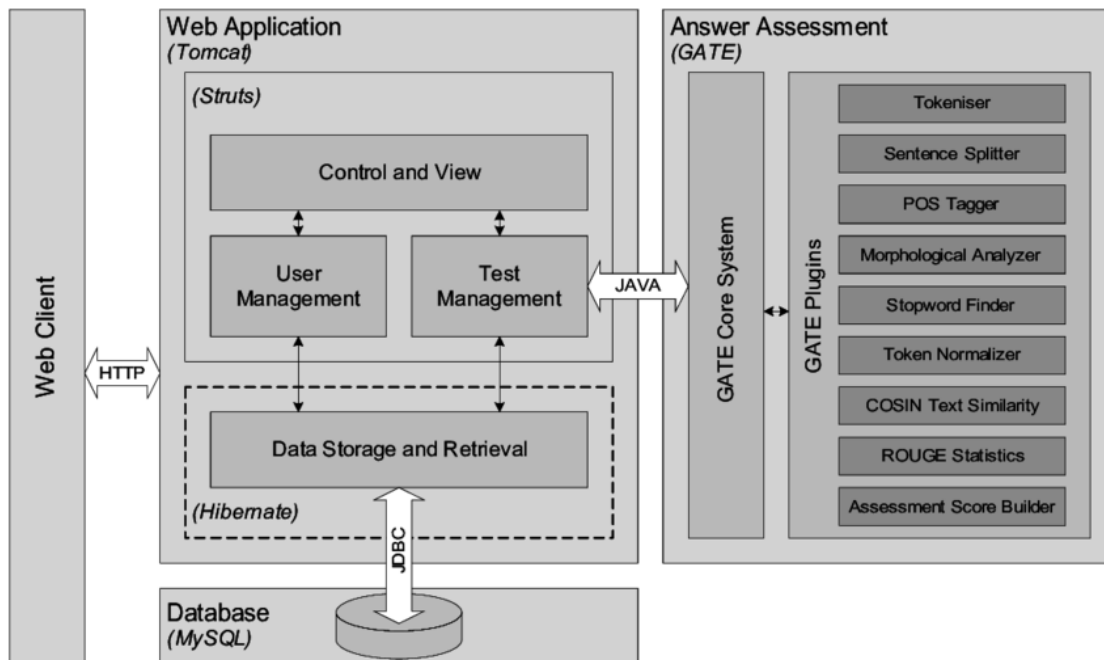 Web Client
HTTP
Web Application
(Tomcat)
(Struts)
Control and View
User
Management
Test
Management
Data Storage and Retrieval
(Hibernate)
JDBC
Database
(MySQL)
JAVA
Answer Assessment
(GATE)
GATE Core System
GATE Plugins
Tokeniser
Sentence Splitter
POS Tagger
Morphological Analyzer
Stopword Finder
Token Normalizer
COSIN Text Similarity
ROUGE Statistics
Assessment Score Builder